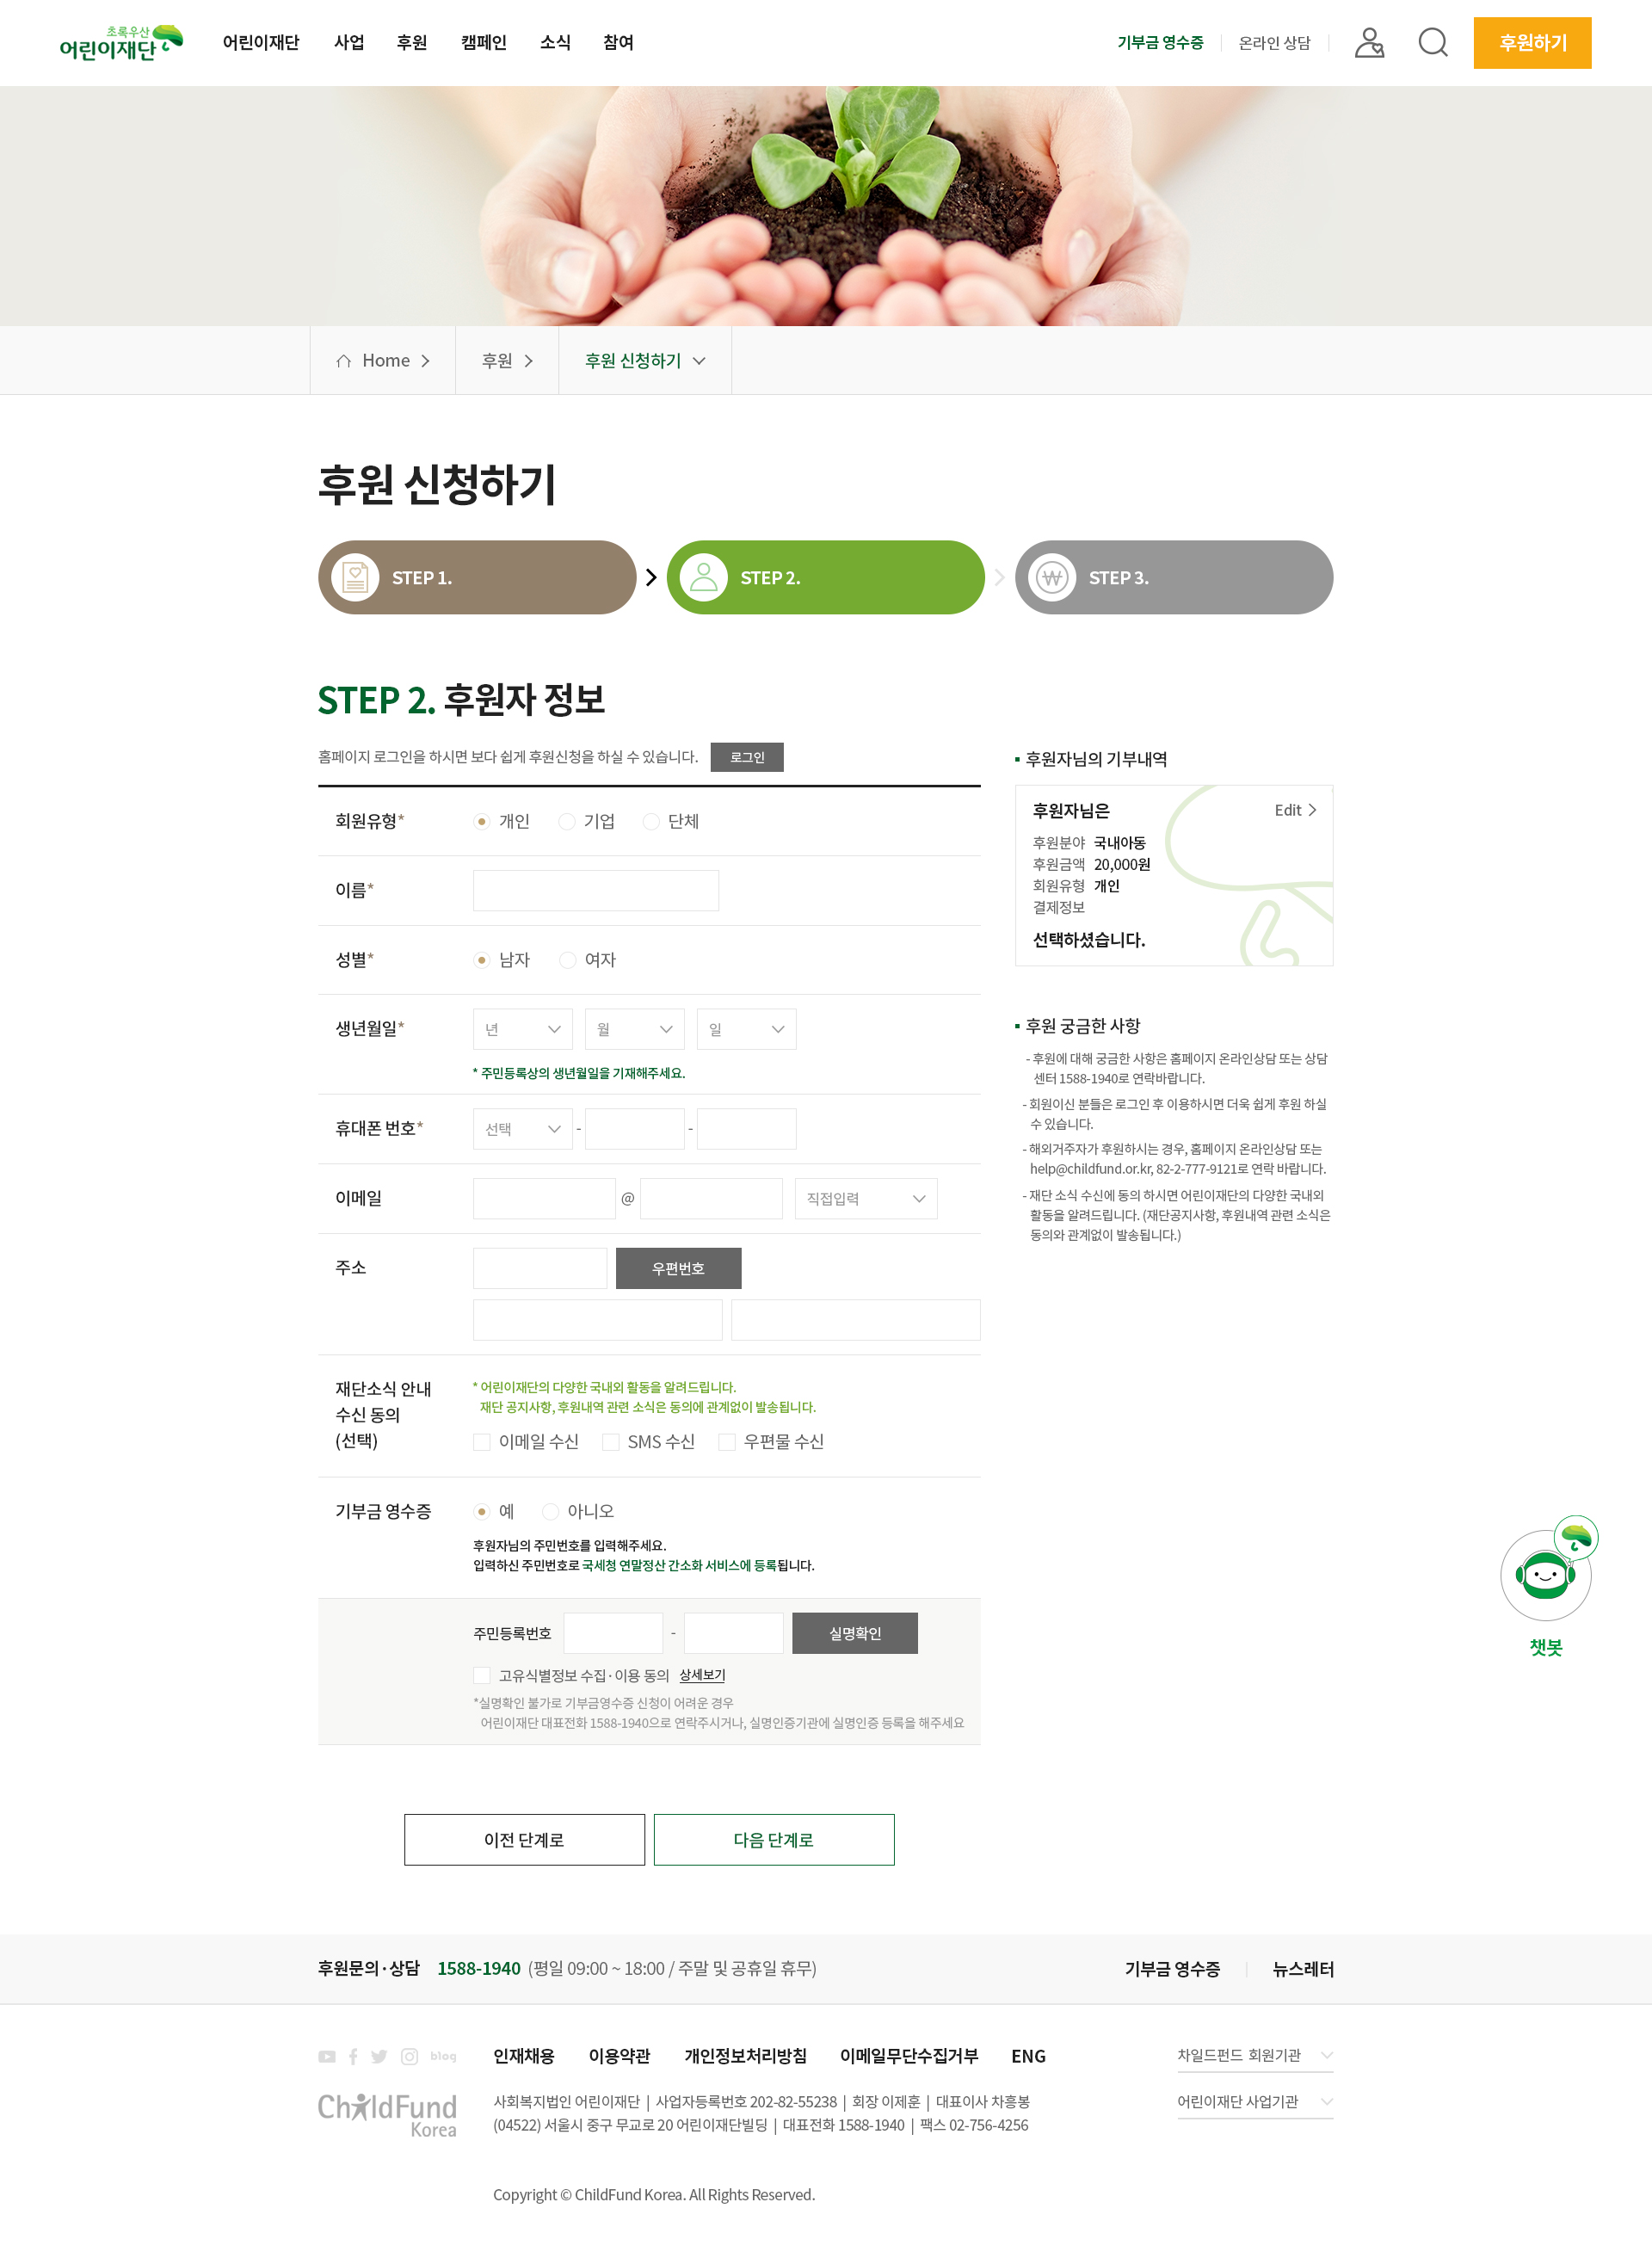 초록우산
어린이재단
어린이재단 사업 후원 캠페인 소식 참여
기부금 영수증 온라인 상담 후원하기
Home 후원 후원 신청하기
후원 신청하기
STEP 1. STEP 2. STEP 3.
STEP 2. 후원자 정보
홈페이지 로그인을 하시면 보다 쉽게 후원신청을 하실 수 있습니다. 로그인
회원유형* 개인 기업 단체
이름*
성별* 남자 여자
생년월일* 년 월 일
* 주민등록상의 생년월일을 기재해주세요.
휴대폰 번호* 선택 - -
이메일 @ 직접입력
주소 우편번호
재단소식 안내
수신 동의
(선택)
* 어린이재단의 다양한 국내외 활동을 알려드립니다.
재단 공지사항, 후원내역 관련 소식은 동의에 관계없이 발송됩니다.
이메일 수신 SMS 수신 우편물 수신
기부금 영수증 예 아니오
후원자님의 주민번호를 입력해주세요.
입력하신 주민번호로 국세청 연말정산 간소화 서비스에 등록됩니다.
주민등록번호 - 실명확인
고유식별정보 수집·이용 동의 상세보기
*실명확인 불가로 기부금영수증 신청이 어려운 경우
어린이재단 대표전화 1588-1940으로 연락주시거나, 실명인증기관에 실명인증 등록을 해주세요
이전 단계로 다음 단계로
후원자님의 기부내역
후원자님은 Edit
후원분야 국내아동
후원금액 20,000원
회원유형 개인
결제정보
선택하셨습니다.
후원 궁금한 사항
- 후원에 대해 궁금한 사항은 홈페이지 온라인상담 또는 상담
센터 1588-1940로 연락바랍니다.
- 회원이신 분들은 로그인 후 이용하시면 더욱 쉽게 후원 하실
수 있습니다.
- 해외거주자가 후원하시는 경우, 홈페이지 온라인상담 또는
help@childfund.or.kr, 82-2-777-9121로 연락 바랍니다.
- 재단 소식 수신에 동의 하시면 어린이재단의 다양한 국내외
활동을 알려드립니다. (재단공지사항, 후원내역 관련 소식은
동의와 관계없이 발송됩니다.)
챗봇
후원문의·상담 1588-1940 (평일 09:00 ~ 18:00 / 주말 및 공휴일 휴무)
기부금 영수증 뉴스레터
blog
ChildFund
Korea
인재채용 이용약관 개인정보처리방침 이메일무단수집거부 ENG
사회복지법인 어린이재단 | 사업자등록번호 202-82-55238 | 회장 이제훈 | 대표이사 차흥봉
(04522) 서울시 중구 무교로 20 어린이재단빌딩 | 대표전화 1588-1940 | 팩스 02-756-4256
Copyright © ChildFund Korea. All Rights Reserved.
차일드펀드 회원기관
어린이재단 사업기관